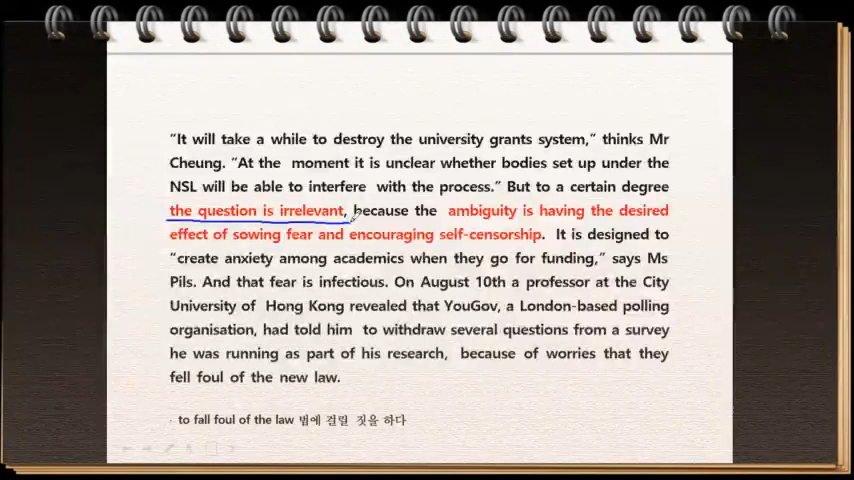 “It will take a while to destroy the university grants system,” thinks Mr
Cheung. “At the moment it is unclear whether bodies set up under the
NSL will be able to interfere with the process.” But to a certain degree
the question is irrelevant, because the ambiguity is having the desired
effect of sowing fear and encouraging self-censorship. It is designed to
“create anxiety among academics when they go for funding,” says Ms
Pils. And that fear is infectious. On August 10th a professor at the City
University of Hong Kong revealed that YouGov, a London-based polling
organisation, had told him to withdraw several questions from a survey
he was running as part of his research, because of worries that they
fell foul of the new law.
to fall foul of the law 법에 걸릴 짓을 하다